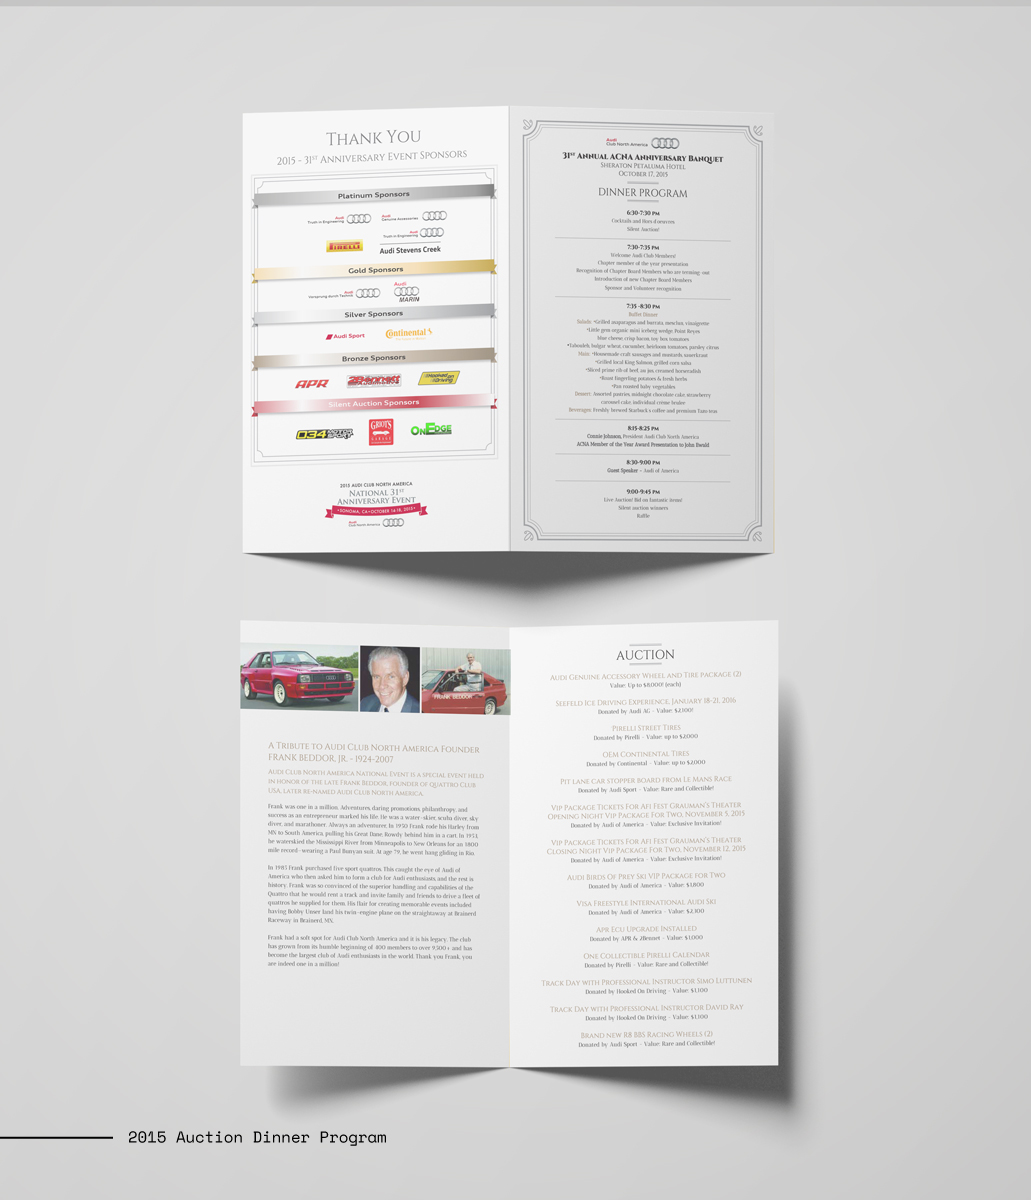 THANK YOU
2015 - 31ST ANNIVERSARY EVENT SPONSORS
Platinum Sponsors
Audi
Truth in Engineering
Audi
Genuine Accessories
Audi
Truth in Engineering
PIRELLI
Audi Stevens Creek
Gold Sponsors
Audi
Vorsprung durch Technik
Audi
MARIN
Silver Sponsors
Audi Sport
Continental
Bronze Sponsors
APR
2Bennett
Hooked on Driving
Silent Auction Sponsors
034 MOTOR SPORT
GRIOT'S GARAGE
ONEDGE
2015 AUDI CLUB NORTH AMERICA
NATIONAL 31ST
ANNIVERSARY EVENT
• SONOMA, CA • OCTOBER 14-18, 2015 •
Audi
Club North America
Audi
Club North America
31ST ANNUAL ACNA ANNIVERSARY BANQUET
SHERATON PETALUMA HOTEL
OCTOBER 17, 2015
DINNER PROGRAM
6:30-7:30 PM
Cocktails and Hors d'oeuvres
Silent Auction!
7:30-7:35 PM
Welcome Audi Club Members!
Chapter member of the year presentation
Recognition of Chapter Board Members who are terming-out
Introduction of new Chapter Board Members
Sponsor and Volunteer recognition
7:35 -8:30 PM
Buffet Dinner
Salads: •Grilled asparagus and burrata, meschun, vinaigrette
•Little gem organic mini iceberg wedge, Point Reyes
blue cheese, crisp bacon, toy box tomatoes
•Tabouleh, bulgar wheat, cucumber, heirloom tomatoes, parsley, citrus
Main: •Homemade craft sausages and mustards, sauerkraut
•Grilled local King Salmon, grilled corn salsa
•Sliced prime rib of beef, au jus, creamed horseradish
•Roast fingerling potatoes & fresh herbs
•Pan roasted baby vegetables
Dessert: Assorted pastries, midnight chocolate cake, strawberry
caramel cake, individual creme brulee
Beverages: Freshly brewed Starbuck's coffee and premium Tazo teas
8:15-8:25 PM
Connie Johnson, President Audi Club North America
ACNA Member of the Year Award Presentation to John Ewald
8:30-9:00 PM
Guest Speaker - Audi of America
9:00-9:45 PM
Live Auction! Bid on fantastic items!
Silent auction winners
Raffle
FRANK BEDDOR
A TRIBUTE TO AUDI CLUB NORTH AMERICA FOUNDER
FRANK BEDDOR, JR. - 1924-2007
AUDI CLUB NORTH AMERICA NATIONAL EVENT IS A SPECIAL EVENT HELD
IN HONOR OF THE LATE FRANK BEDDOR, FOUNDER OF QUATTRO CLUB
USA, LATER RE-NAMED AUDI CLUB NORTH AMERICA.
Frank was one in a million. Adventures, daring promotions, philanthropy, and
success as an entrepreneur marked his life. He was a water-skier, wuhu diver, sky
diver, and marathoner. Always an adventurer. In 1950 Frank rode his Harley from
MN to South America, pulling his Great Dane, Rowdy, behind him in a cart. In 1953,
he waterskied the Mississippi River from Minneapolis to New Orleans for an 1800
mile record-wearing a Paul Bunyan suit. At age 79, he went hang gliding in Rio.
In 1983 Frank purchased five sport quattros. This caught the eye of Audi of
America who then asked him to form a club for Audi enthusiasts, and the rest is
history. Frank was so convinced of the superior handling and capabilities of the
Quattro that he would rent a track and invite family and friends to drive a fleet of
quattros he supplied for them. His flair for creating memorable events included
having Bobby Unser land his twin-engine plane on the straightaway at Brainerd
Raceway in Brainerd, MN.
Frank had a soft spot for Audi Club North America and it is his legacy. The club
has grown from its humble beginning of 400 members to over 9,500+ and has
become the largest club of Audi enthusiasts in the world. Thank you Frank, you
are indeed one in a million!
AUCTION
AUDI GENUINE ACCESSORY WHEEL AND TIRE PACKAGE (2)
Value: Up to $8,000! (each)
SEEFELD ICE DRIVING EXPERIENCE, JANUARY 18-21, 2016
Donated by Audi AG - Value: $2,100!
PIRELLI STREET TIRES
Donated by Pirelli - Value: up to $2,000
OEM CONTINENTAL TIRES
Donated by Continental - Value: up to $2,000
PIT LANE CAR STOPPER BOARD FROM LE MANS RACE
Donated by Audi Sport - Value: Rare and Collectible!
VIP PACKAGE TICKETS FOR AFI FEST GRAUMAN'S THEATER
OPENING NIGHT VIP PACKAGE FOR TWO, NOVEMBER 5, 2015
Donated by Audi of America - Value: Exclusive Invitation!
VIP PACKAGE TICKETS FOR AFI FEST GRAUMAN'S THEATER
CLOSING NIGHT VIP PACKAGE FOR TWO, NOVEMBER 12, 2015
Donated by Audi of America - Value: Exclusive Invitation!
AUDI BIRDS OF PREY SKI VIP PACKAGE FOR TWO
Donated by Audi of America - Value: $1,800
VISA FREESTYLE INTERNATIONAL AUDI SKI
Donated by Audi of America - Value: $2,100
APR ECU UPGRADE INSTALLED
Donated by APR & 2Bennett - Value: $1,000
ONE COLLECTIBLE PIRELLI CALENDAR
Donated by Pirelli - Value: Rare and Collectible!
TRACK DAY WITH PROFESSIONAL INSTRUCTOR SIMO LUTTUNEN
Donated by Hooked On Driving - Value: $1,100
TRACK DAY WITH PROFESSIONAL INSTRUCTOR DAVID RAY
Donated by Hooked On Driving - Value: $1,100
BRAND NEW R8 BBS RACING WHEELS (2)
Donated by Audi Sport - Value: Rare and Collectible!
2015 Auction Dinner Program